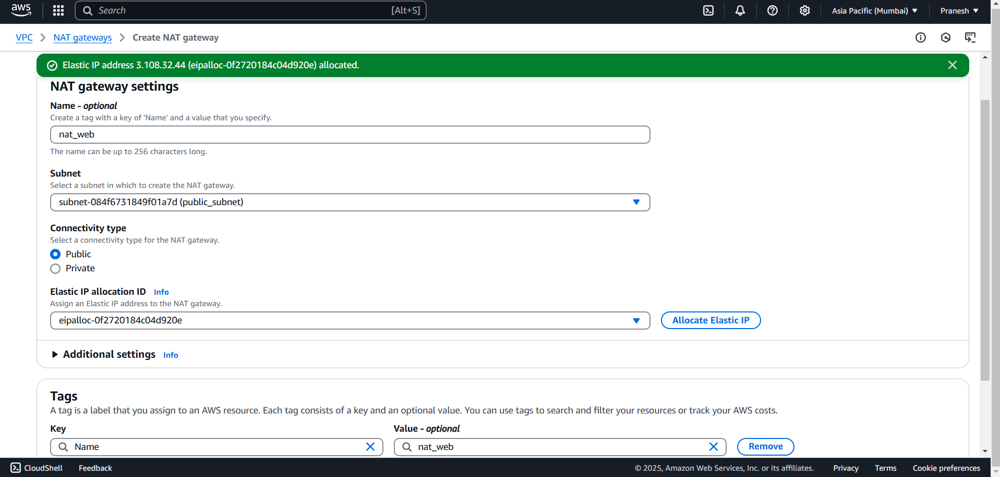 aws
Search [Alt+S]
Asia Pacific (Mumbai) Pranesh
VPC NAT gateways Create NAT gateway
Elastic IP address 3.108.32.44 (eipalloc-0f2720184c04d920e) allocated.
NAT gateway settings
Name - optional
Create a tag with a key of 'Name' and a value that you specify.
nat_web
The name can be up to 256 characters long.
Subnet
Select a subnet in which to create the NAT gateway.
subnet-084f6731849f01a7d (public_subnet)
Connectivity type
Select a connectivity type for the NAT gateway.
Public
Private
Elastic IP allocation ID Info
Assign an Elastic IP address to the NAT gateway.
eipalloc-0f2720184c04d920e Allocate Elastic IP
Additional settings Info
Tags
A tag is a label that you assign to an AWS resource. Each tag consists of a key and an optional value. You can use tags to search and filter your resources or track your AWS costs.
Key Value - optional
Name nat_web Remove
CloudShell Feedback © 2025, Amazon Web Services, Inc. or its affiliates. Privacy Terms Cookie preferences